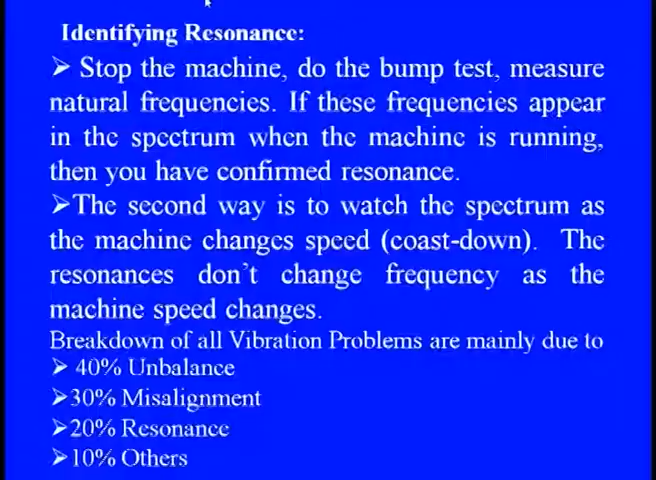 Identifying Resonance:
➢ Stop the machine, do the bump test, measure
natural frequencies. If these frequencies appear
in the spectrum when the machine is running,
then you have confirmed resonance.
➢The second way is to watch the spectrum as
the machine changes speed (coast-down). The
resonances don't change frequency as the
machine speed changes.
Breakdown of all Vibration Problems are mainly due to
➢ 40% Unbalance
➢30% Misalignment
➢20% Resonance
➢10% Others